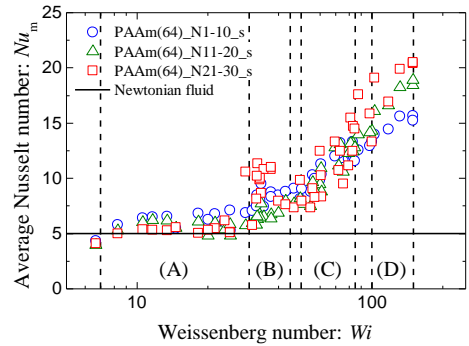 25
20
15
10
5
0
Average Nusselt number: Nuₘ
PAAm(64)_N1-10_s
PAAm(64)_N11-20_s
PAAm(64)_N21-30_s
Newtonian fluid
(A)
(B)
(C)
(D)
10
100
Weissenberg number: Wi